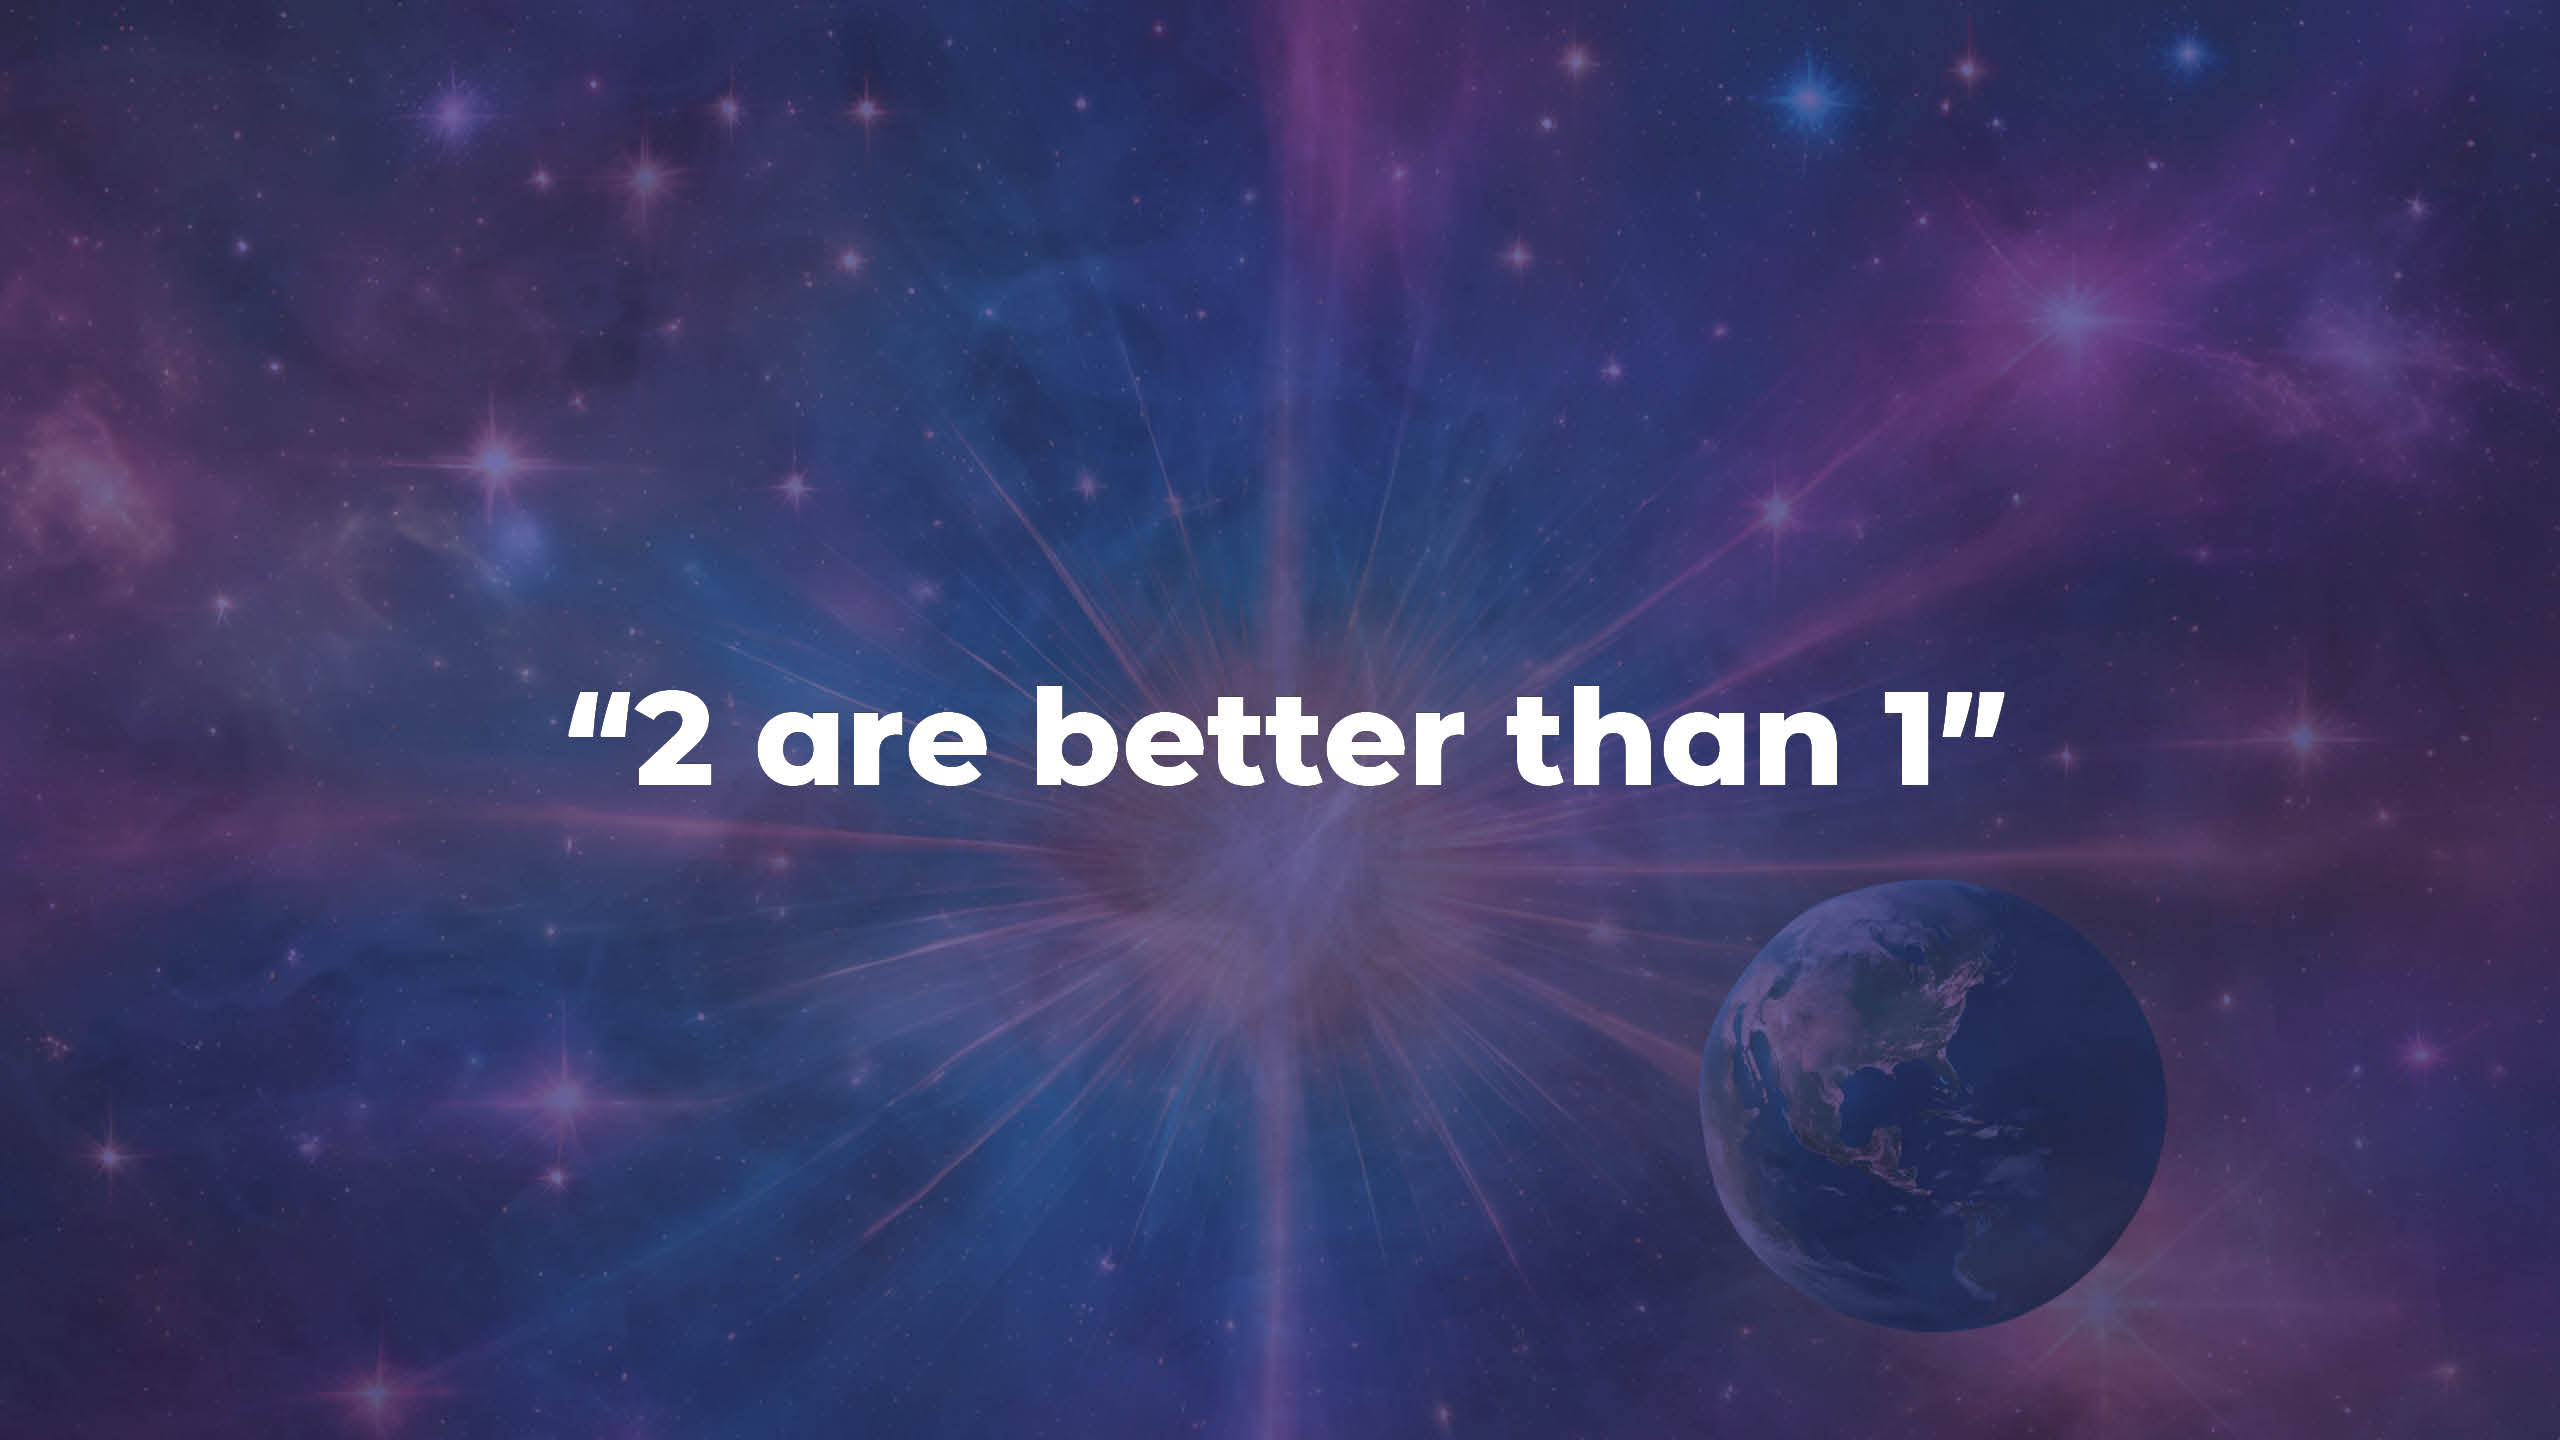 “2 are better than 1”